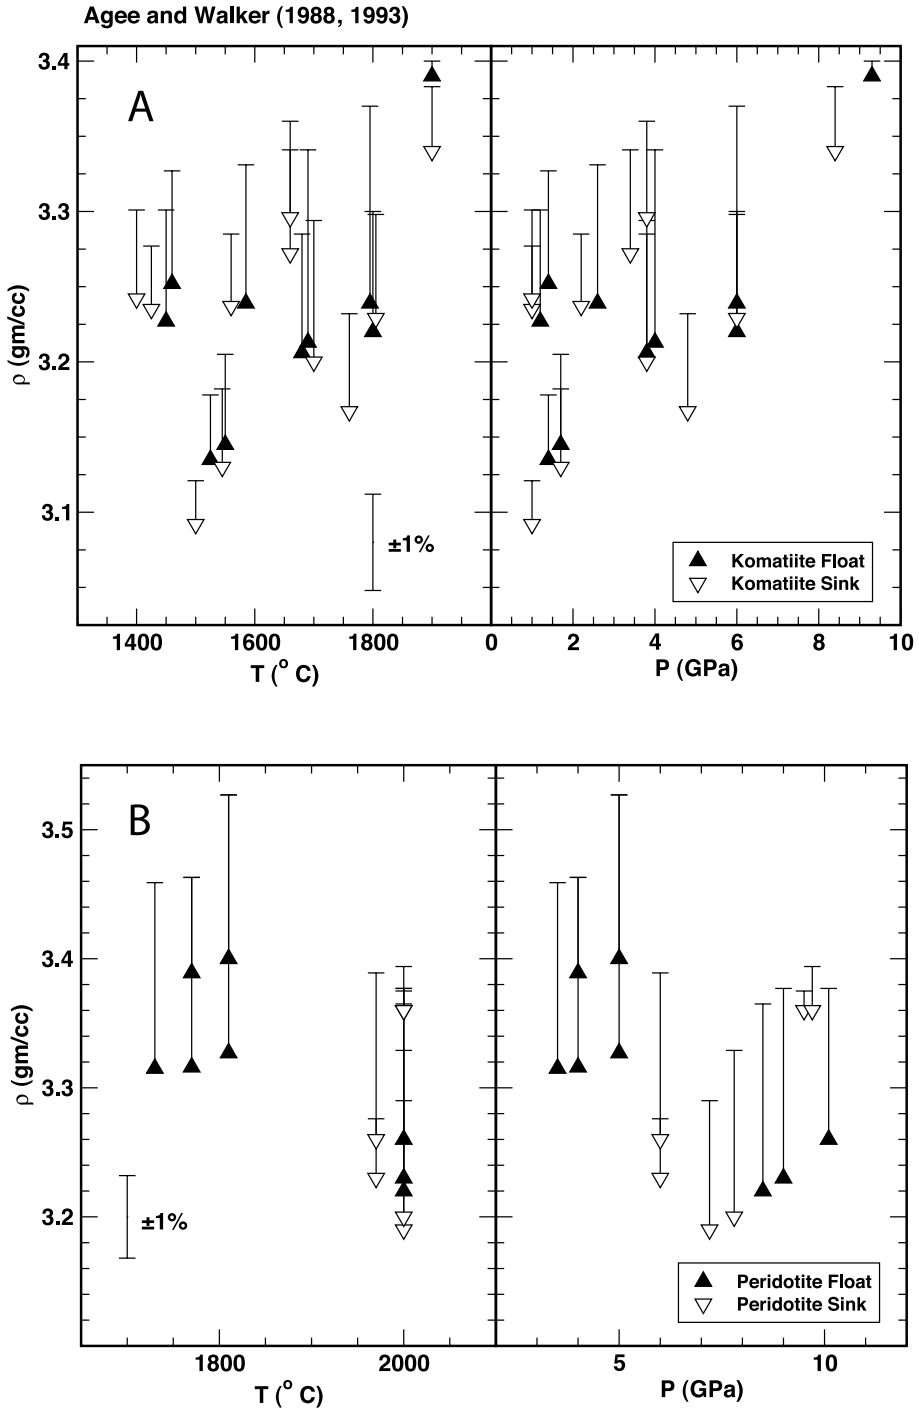 Agee and Walker (1988, 1993)
A
3.4
3.3
3.2
3.1
ρ (gm/cc)
±1%
Komatiite Float
Komatiite Sink
1400 1600 1800 0 2 4 6 8 10
T (° C) P (GPa)
B
3.5
3.4
3.3
3.2
ρ (gm/cc)
±1%
Peridotite Float
Peridotite Sink
1800 2000 5 10
T (° C) P (GPa)